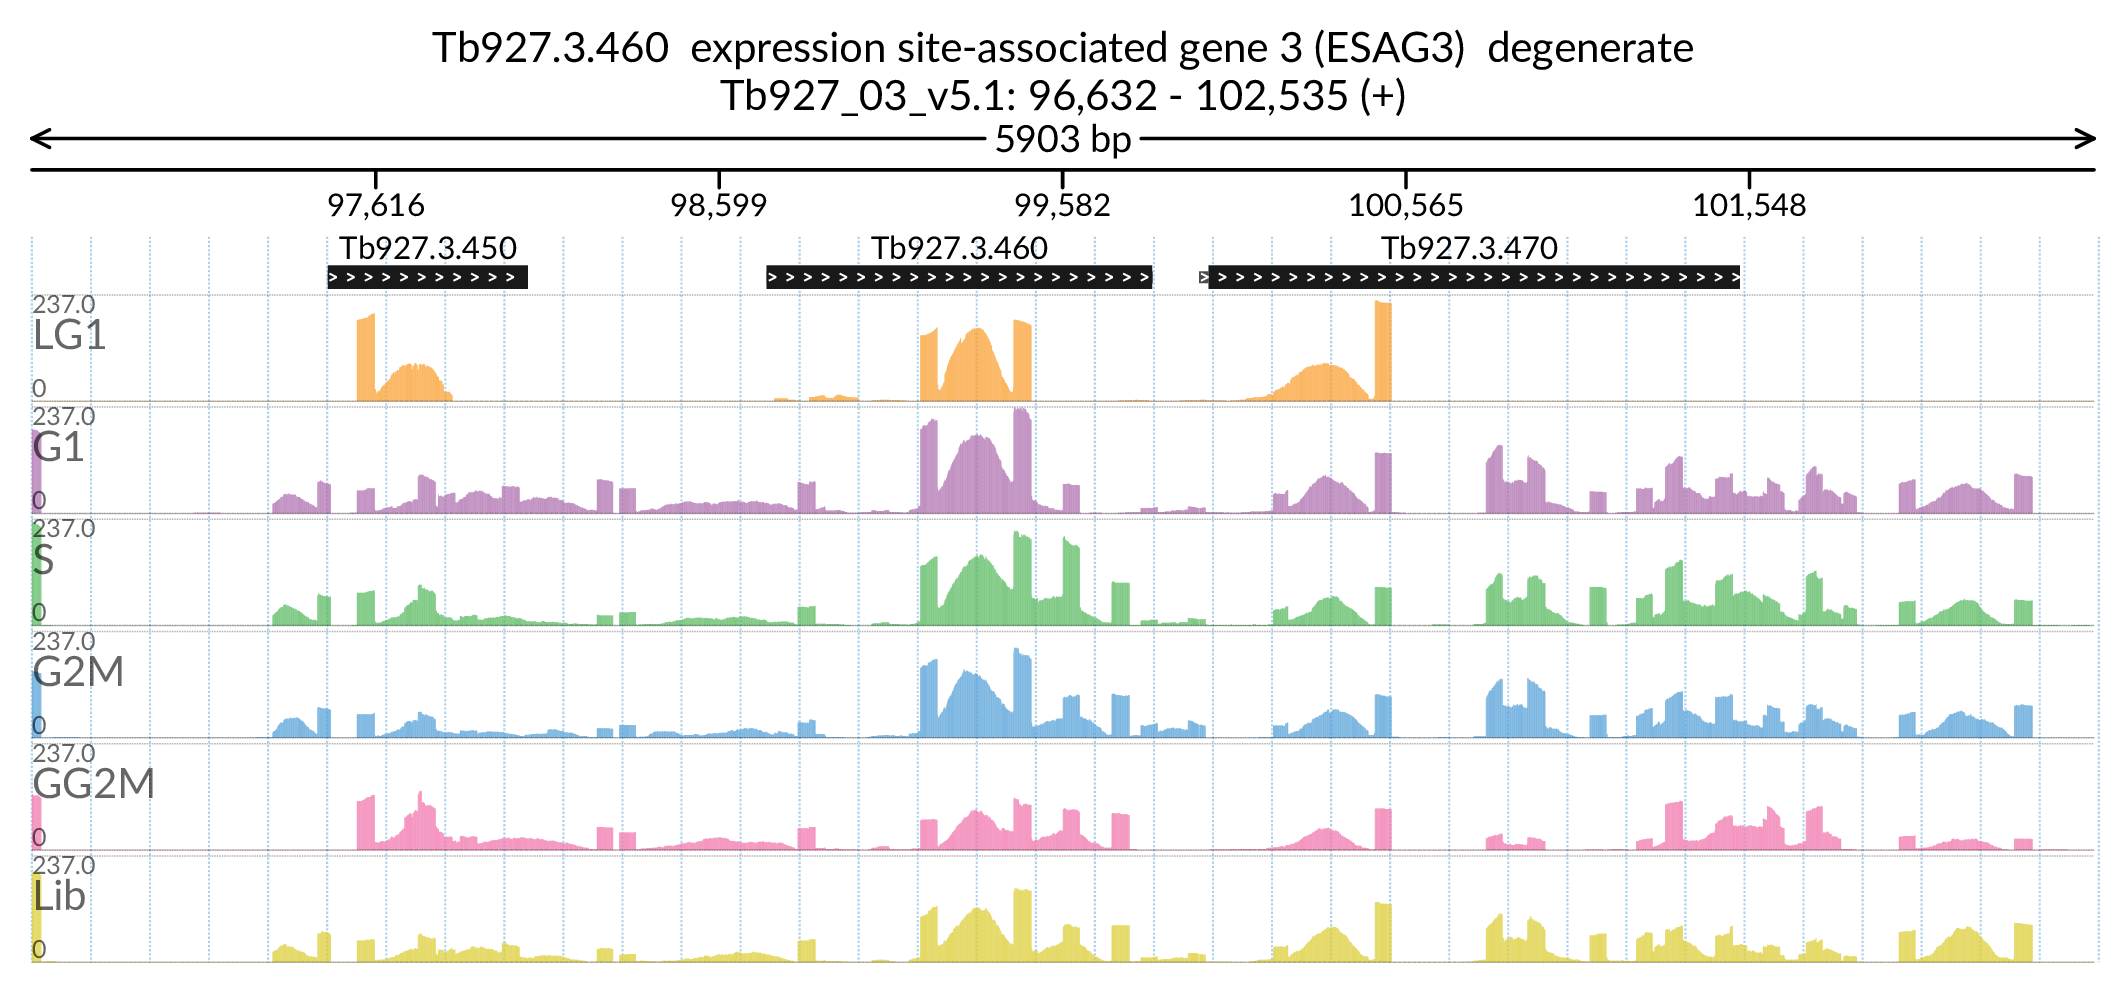 Tb927.3.460 expression site-associated gene 3 (ESAG3) degenerate
Tb927_03_v5.1: 96,632 - 102,535 (+)
5903 bp
97,616 98,599 99,582 100,565 101,548
Tb927.3.450 Tb927.3.460 Tb927.3.470
237.0
LG1
0
237.0
G1
0
237.0
S
0
237.0
G2M
0
237.0
GG2M
0
237.0
Lib
0